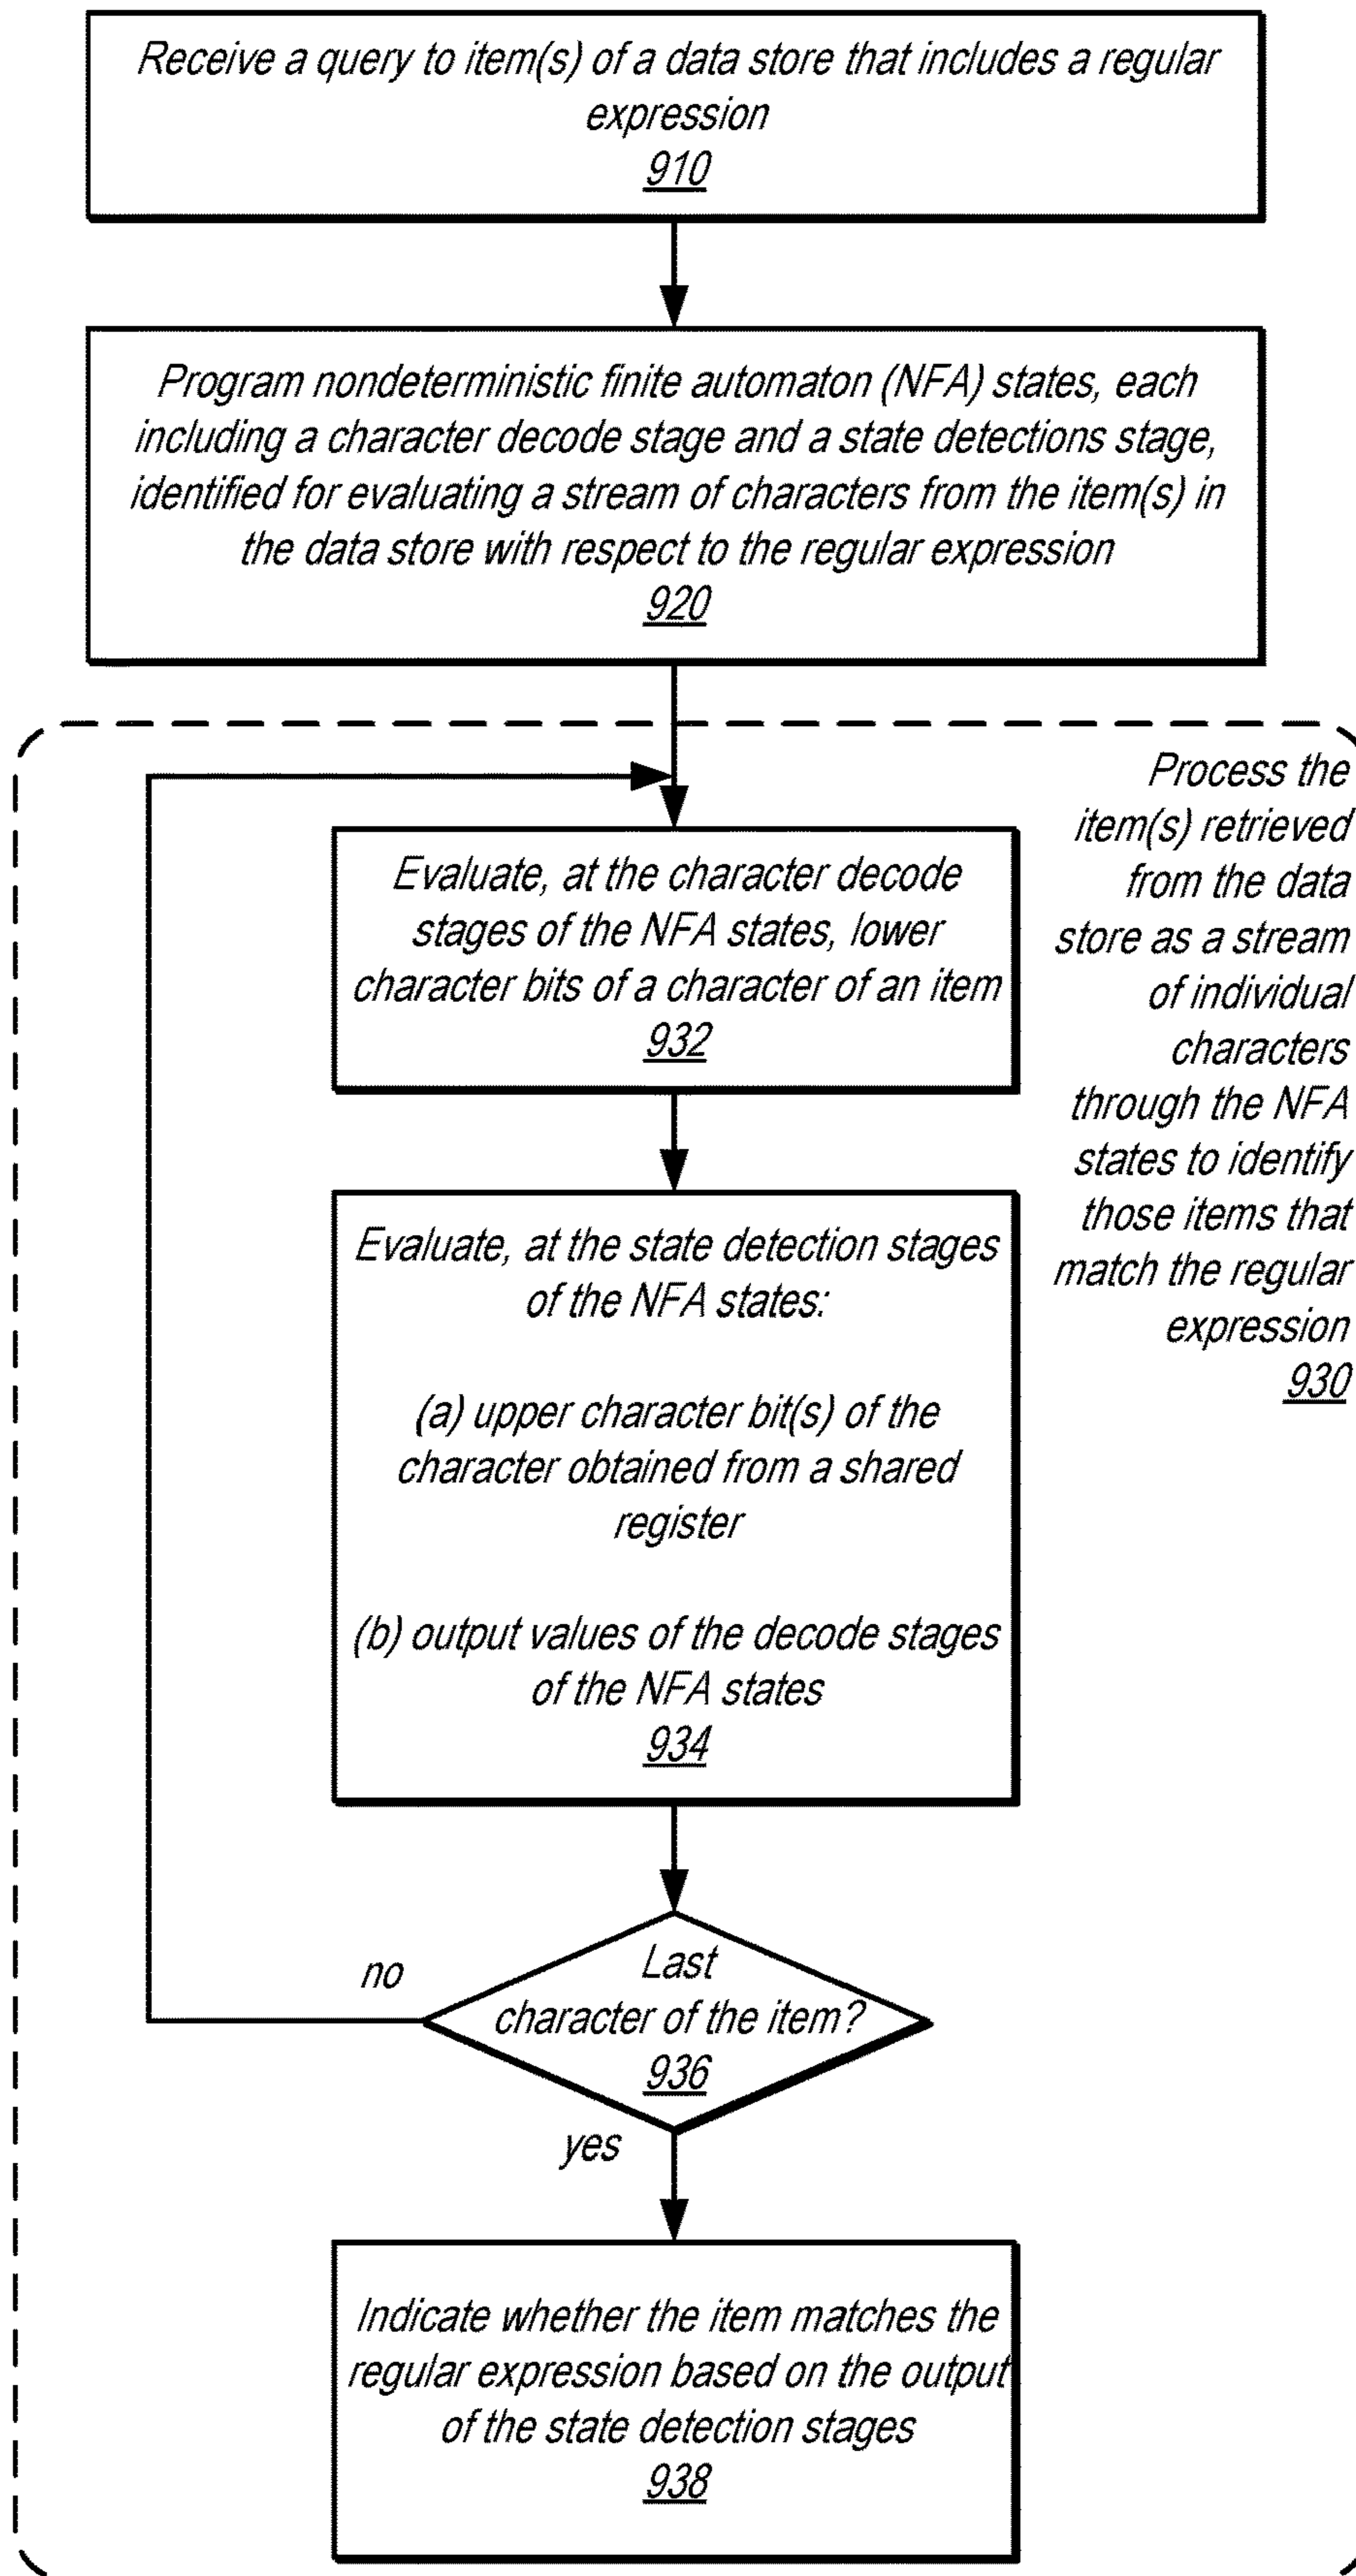 Receive a query to item(s) of a data store that includes a regular
expression
910
Program nondeterministic finite automaton (NFA) states, each
including a character decode stage and a state detections stage,
identified for evaluating a stream of characters from the item(s) in
the data store with respect to the regular expression
920
Process the
item(s) retrieved
from the data
store as a stream
of individual
characters
through the NFA
states to identify
those items that
match the regular
expression
930
Evaluate, at the character decode
stages of the NFA states, lower
character bits of a character of an item
932
Evaluate, at the state detection stages
of the NFA states:
(a) upper character bit(s) of the
character obtained from a shared
register
(b) output values of the decode stages
of the NFA states
934
Last
character of the item?
936
no
yes
Indicate whether the item matches the
regular expression based on the output
of the state detection stages
938